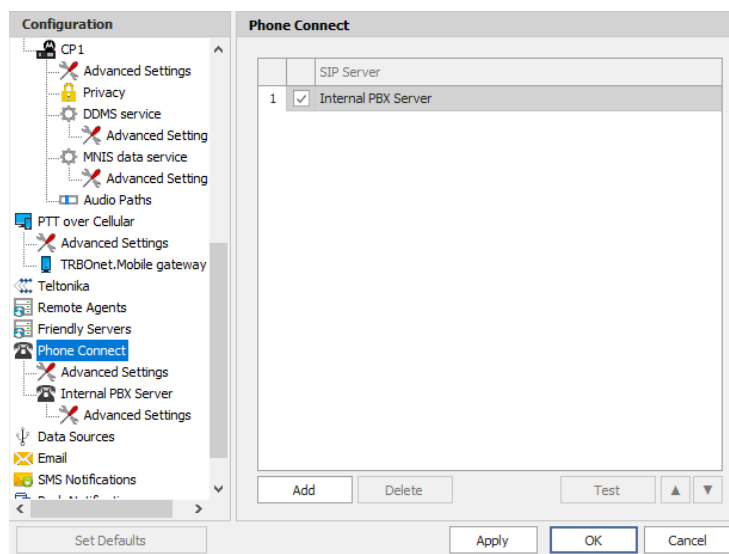 Configuration
CP1
Advanced Settings
Privacy
DDMS service
Advanced Setting
MNIS data service
Advanced Setting
Audio Paths
PTT over Cellular
Advanced Settings
TRBOnet.Mobile gateway
Teltonika
Remote Agents
Friendly Servers
Phone Connect
Advanced Settings
Internal PBX Server
Advanced Settings
Data Sources
Email
SMS Notifications
Set Defaults
Phone Connect
SIP Server
1 Internal PBX Server
Add Delete Test
Apply OK Cancel